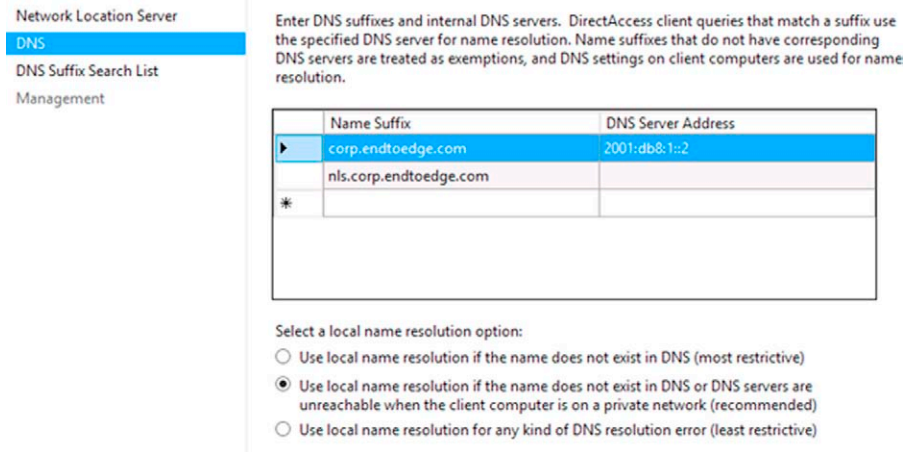 Network Location Server
DNS
DNS Suffix Search List
Management
Enter DNS suffixes and internal DNS servers. DirectAccess client queries that match a suffix use
the specified DNS server for name resolution. Name suffixes that do not have corresponding
DNS servers are treated as exemptions, and DNS settings on client computers are used for name
resolution.
Name Suffix DNS Server Address
corp.endtoedge.com 2001:db8:1::2
nls.corp.endtoedge.com
Select a local name resolution option:
Use local name resolution if the name does not exist in DNS (most restrictive)
Use local name resolution if the name does not exist in DNS or DNS servers are
unreachable when the client computer is on a private network (recommended)
Use local name resolution for any kind of DNS resolution error (least restrictive)